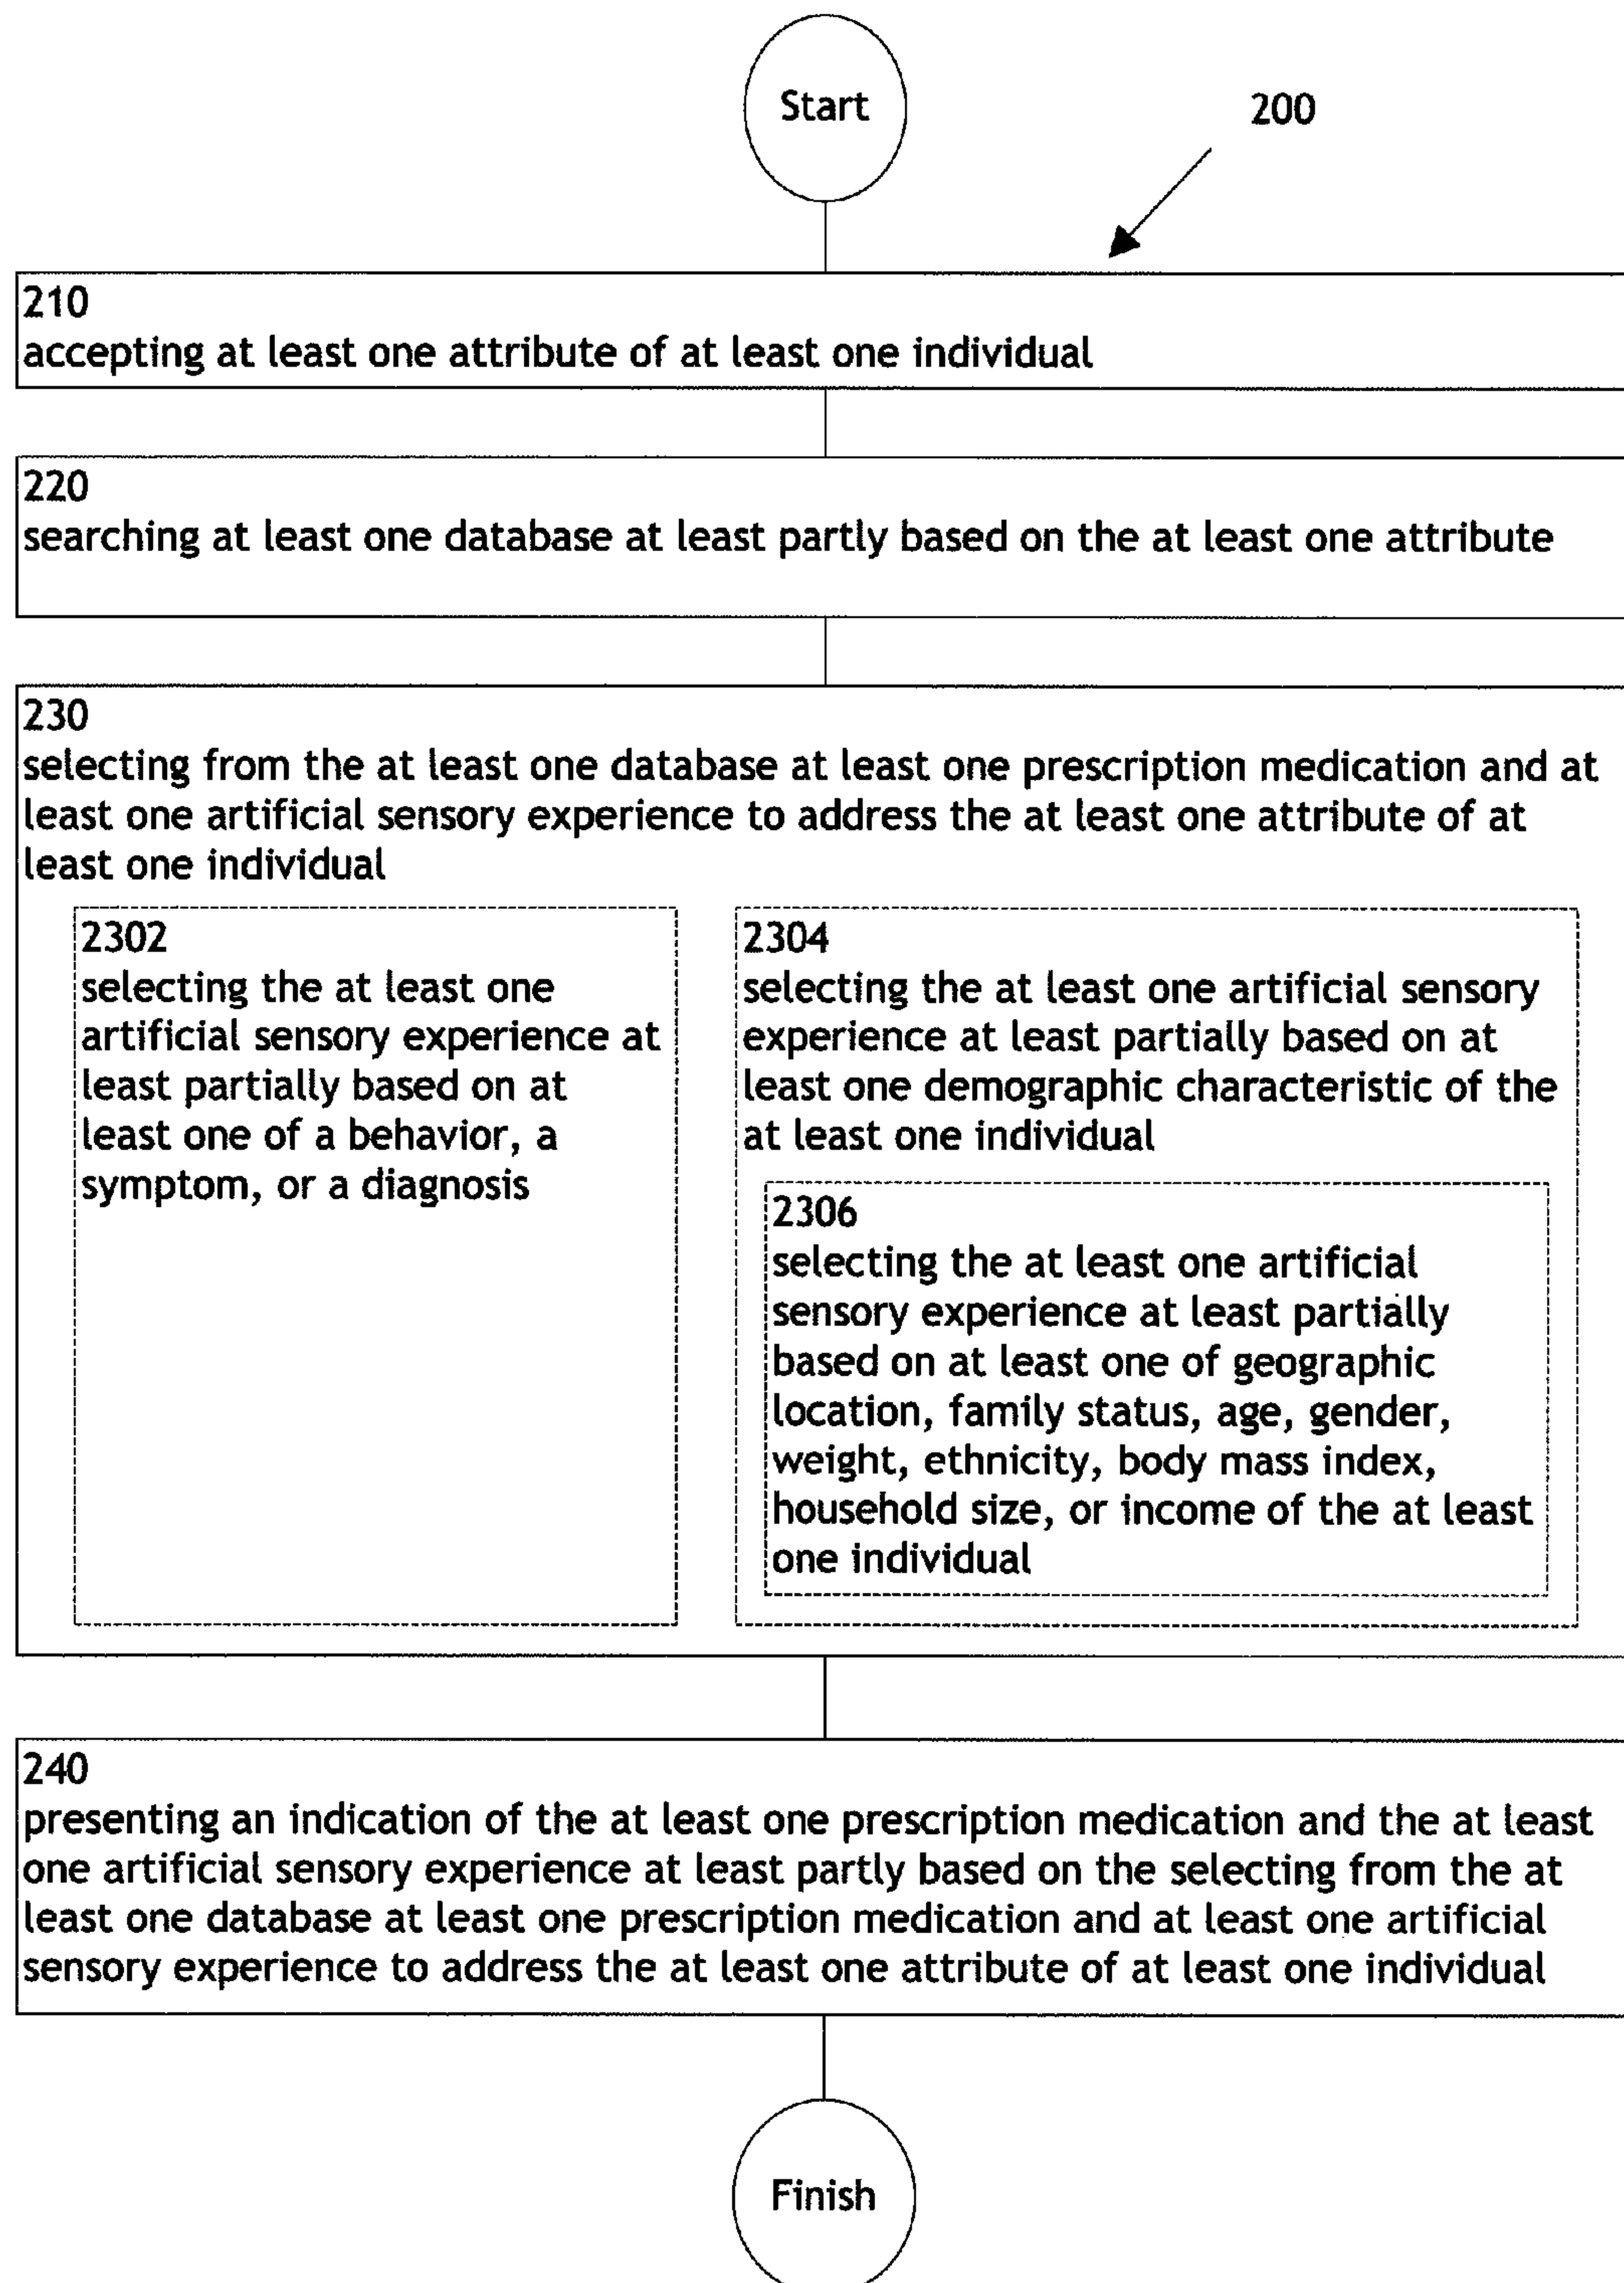 Start
200
210
accepting at least one attribute of at least one individual
220
searching at least one database at least partly based on the at least one attribute
230
selecting from the at least one database at least one prescription medication and at
least one artificial sensory experience to address the at least one attribute of at
least one individual
2302
selecting the at least one
artificial sensory experience at
least partially based on at
least one of a behavior, a
symptom, or a diagnosis
2304
selecting the at least one artificial sensory
experience at least partially based on at
least one demographic characteristic of the
at least one individual
2306
selecting the at least one artificial
sensory experience at least partially
based on at least one of geographic
location, family status, age, gender,
weight, ethnicity, body mass index,
household size, or income of the at least
one individual
240
presenting an indication of the at least one prescription medication and the at least
one artificial sensory experience at least partly based on the selecting from the at
least one database at least one prescription medication and at least one artificial
sensory experience to address the at least one attribute of at least one individual
Finish